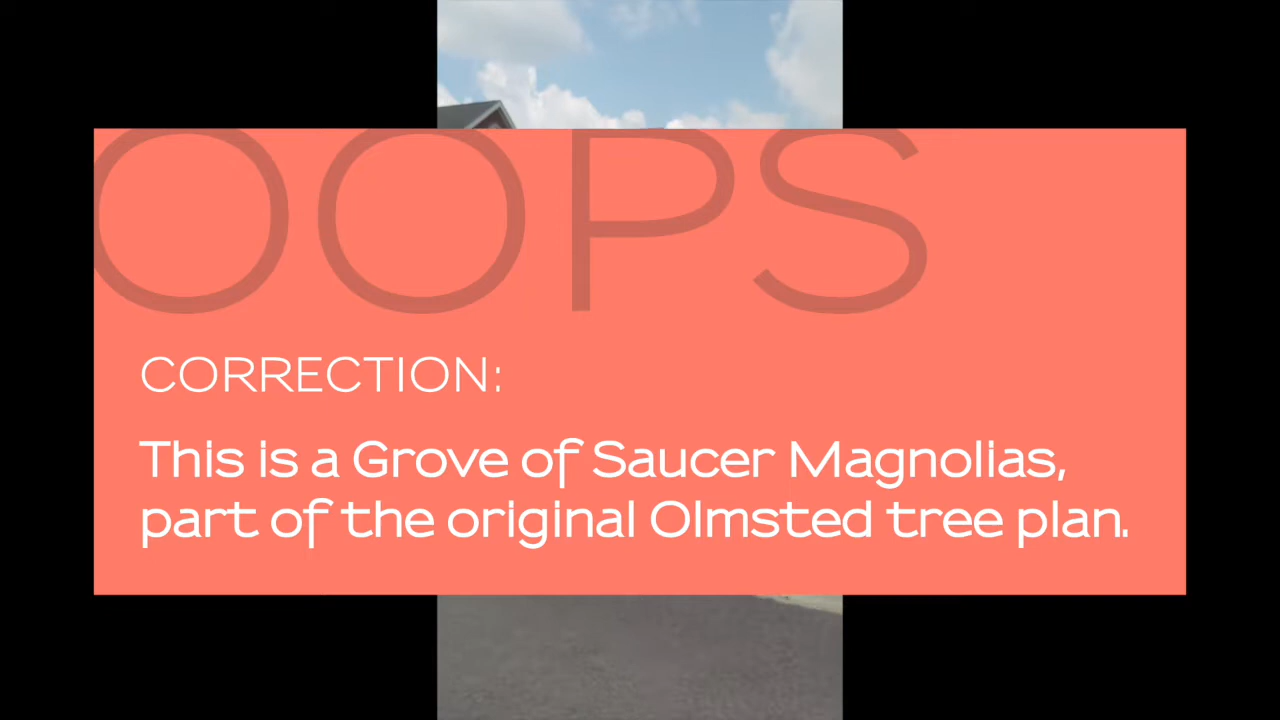 OOPS
CORRECTION:
This is a Grove of Saucer Magnolias,
part of the original Olmsted tree plan.